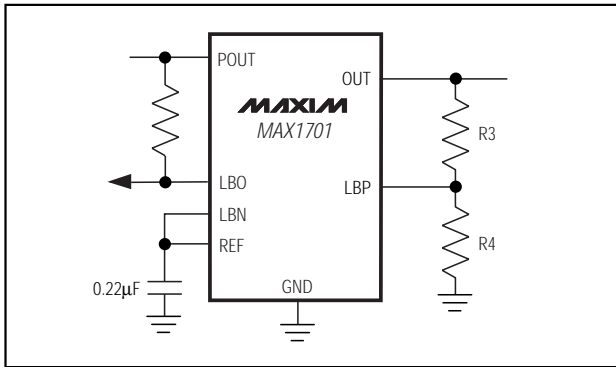 POUT
OUT
MAXIM
MAX1701
R3
LBO
LBP
LBN
REF
R4
0.22µF
GND